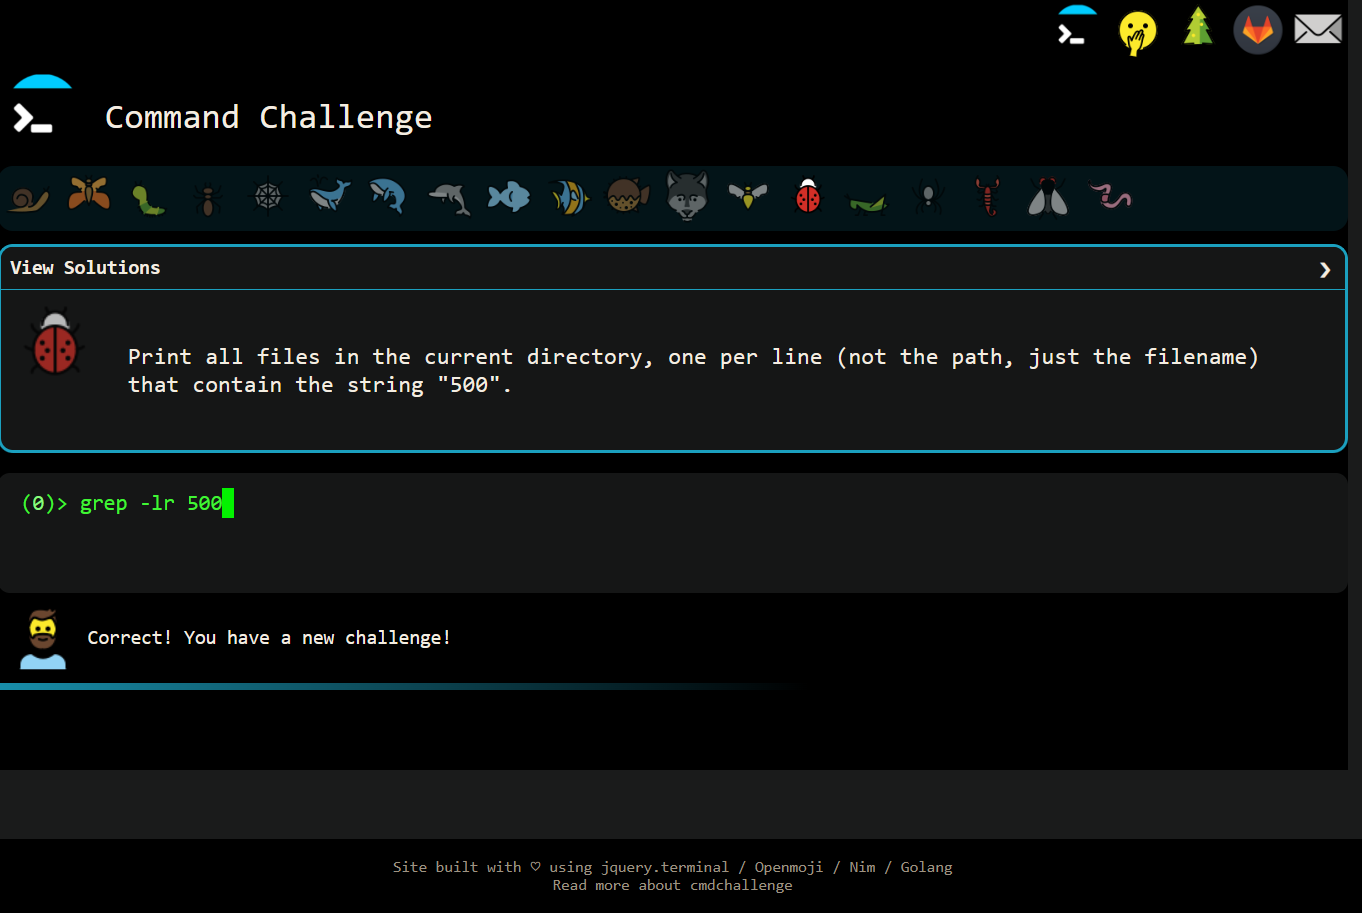 Command Challenge
View Solutions
Print all files in the current directory, one per line (not the path, just the filename)
that contain the string "500".
(0)> grep -lr 500
Correct! You have a new challenge!
Site built with ♡ using jquery.terminal / Openmoji / Nim / Golang
Read more about cmdchallenge